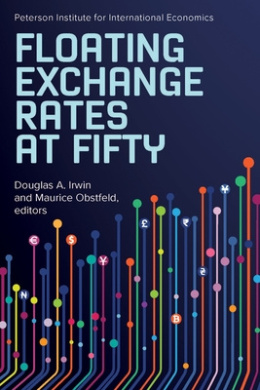 Peterson Institute for International Economics
FLOATING
EXCHANGE
RATES
AT FIFTY
Douglas A. Irwin
and Maurice Obstfeld,
editors
¥
£
₹
€
$
¥
₴
N
B